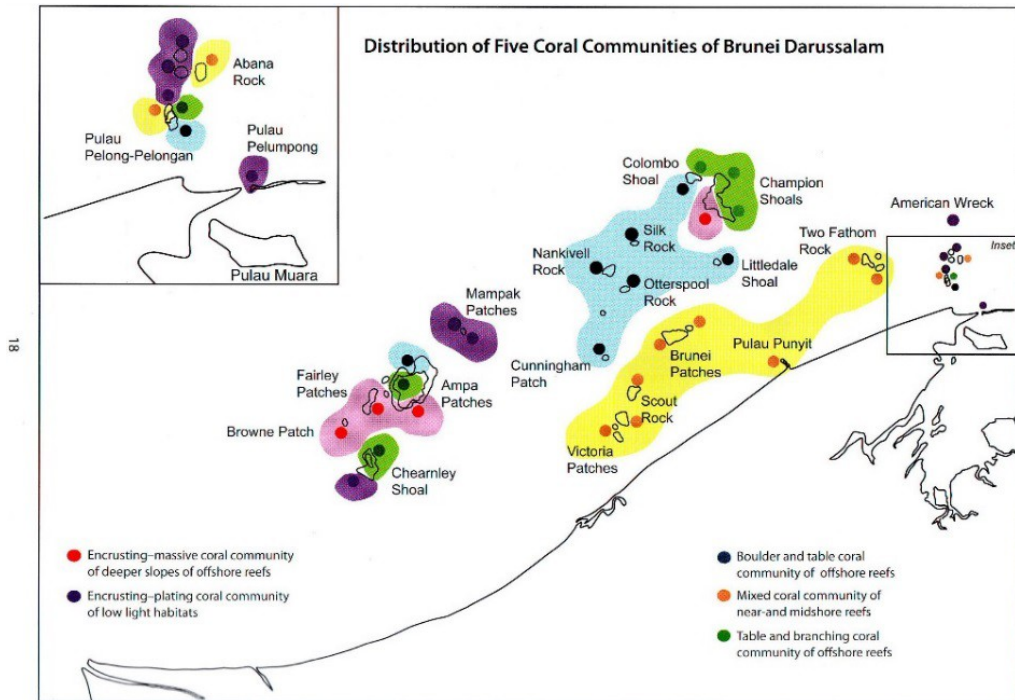 Distribution of Five Coral Communities of Brunei Darussalam
Abana
Rock
Pulau
Pelong-Pelongan
Pulau
Pelumpong
Pulau Muara
Colombo
Shoal
Champion
Shoals
American Wreck
Silk
Rock
Two Fathom
Rock
Inset
Nankivell
Rock
Littledale
Shoal
Otterspool
Rock
Mampak
Patches
Cunningham
Patch
Brunei
Patches
Pulau Punyit
Fairley
Patches
Ampa
Patches
Scout
Rock
Browne Patch
Victoria
Patches
Chearnley
Shoal
18
Encrusting–massive coral community
of deeper slopes of offshore reefs
Encrusting–plating coral community
of low light habitats
Boulder and table coral
community of offshore reefs
Mixed coral community of
near-and midshore reefs
Table and branching coral
community of offshore reefs